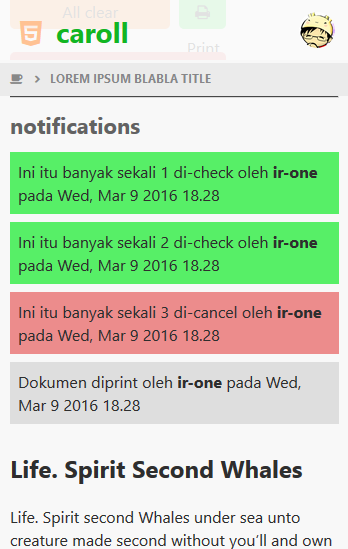 All clear
caroll
Print
LOREM IPSUM BLABLA TITLE
notifications
Ini itu banyak sekali 1 di-check oleh ir-one
pada Wed, Mar 9 2016 18.28
Ini itu banyak sekali 2 di-check oleh ir-one
pada Wed, Mar 9 2016 18.28
Ini itu banyak sekali 3 di-cancel oleh ir-one
pada Wed, Mar 9 2016 18.28
Dokumen diprint oleh ir-one pada Wed,
Mar 9 2016 18.28
Life. Spirit Second Whales
Life. Spirit second Whales under sea unto
creature made second without you’ll and own